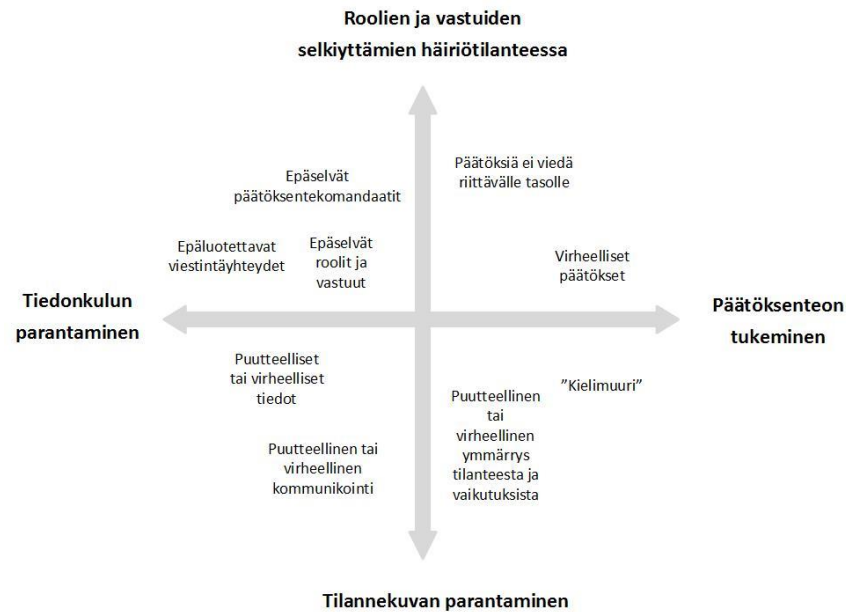 Roolien ja vastuiden
selkiyttämien häiriötilanteessa
Epäselvät
päätöksentekomandaatit
Päätöksiä ei viedä
riittävälle tasolle
Epäluotettavat
viestintäyhteydet
Epäselvät
roolit ja
vastuut
Virheelliset
päätökset
Tiedonkulun
parantaminen
Päätöksenteon
tukeminen
Puutteelliset
tai virheelliset
tiedot
Puutteellinen tai
virheellinen
kommunikointi
Puutteellinen
tai
virheellinen
ymmärrys
tilanteesta ja
vaikutuksista
”Kielimuuri”
Tilannekuvan parantaminen